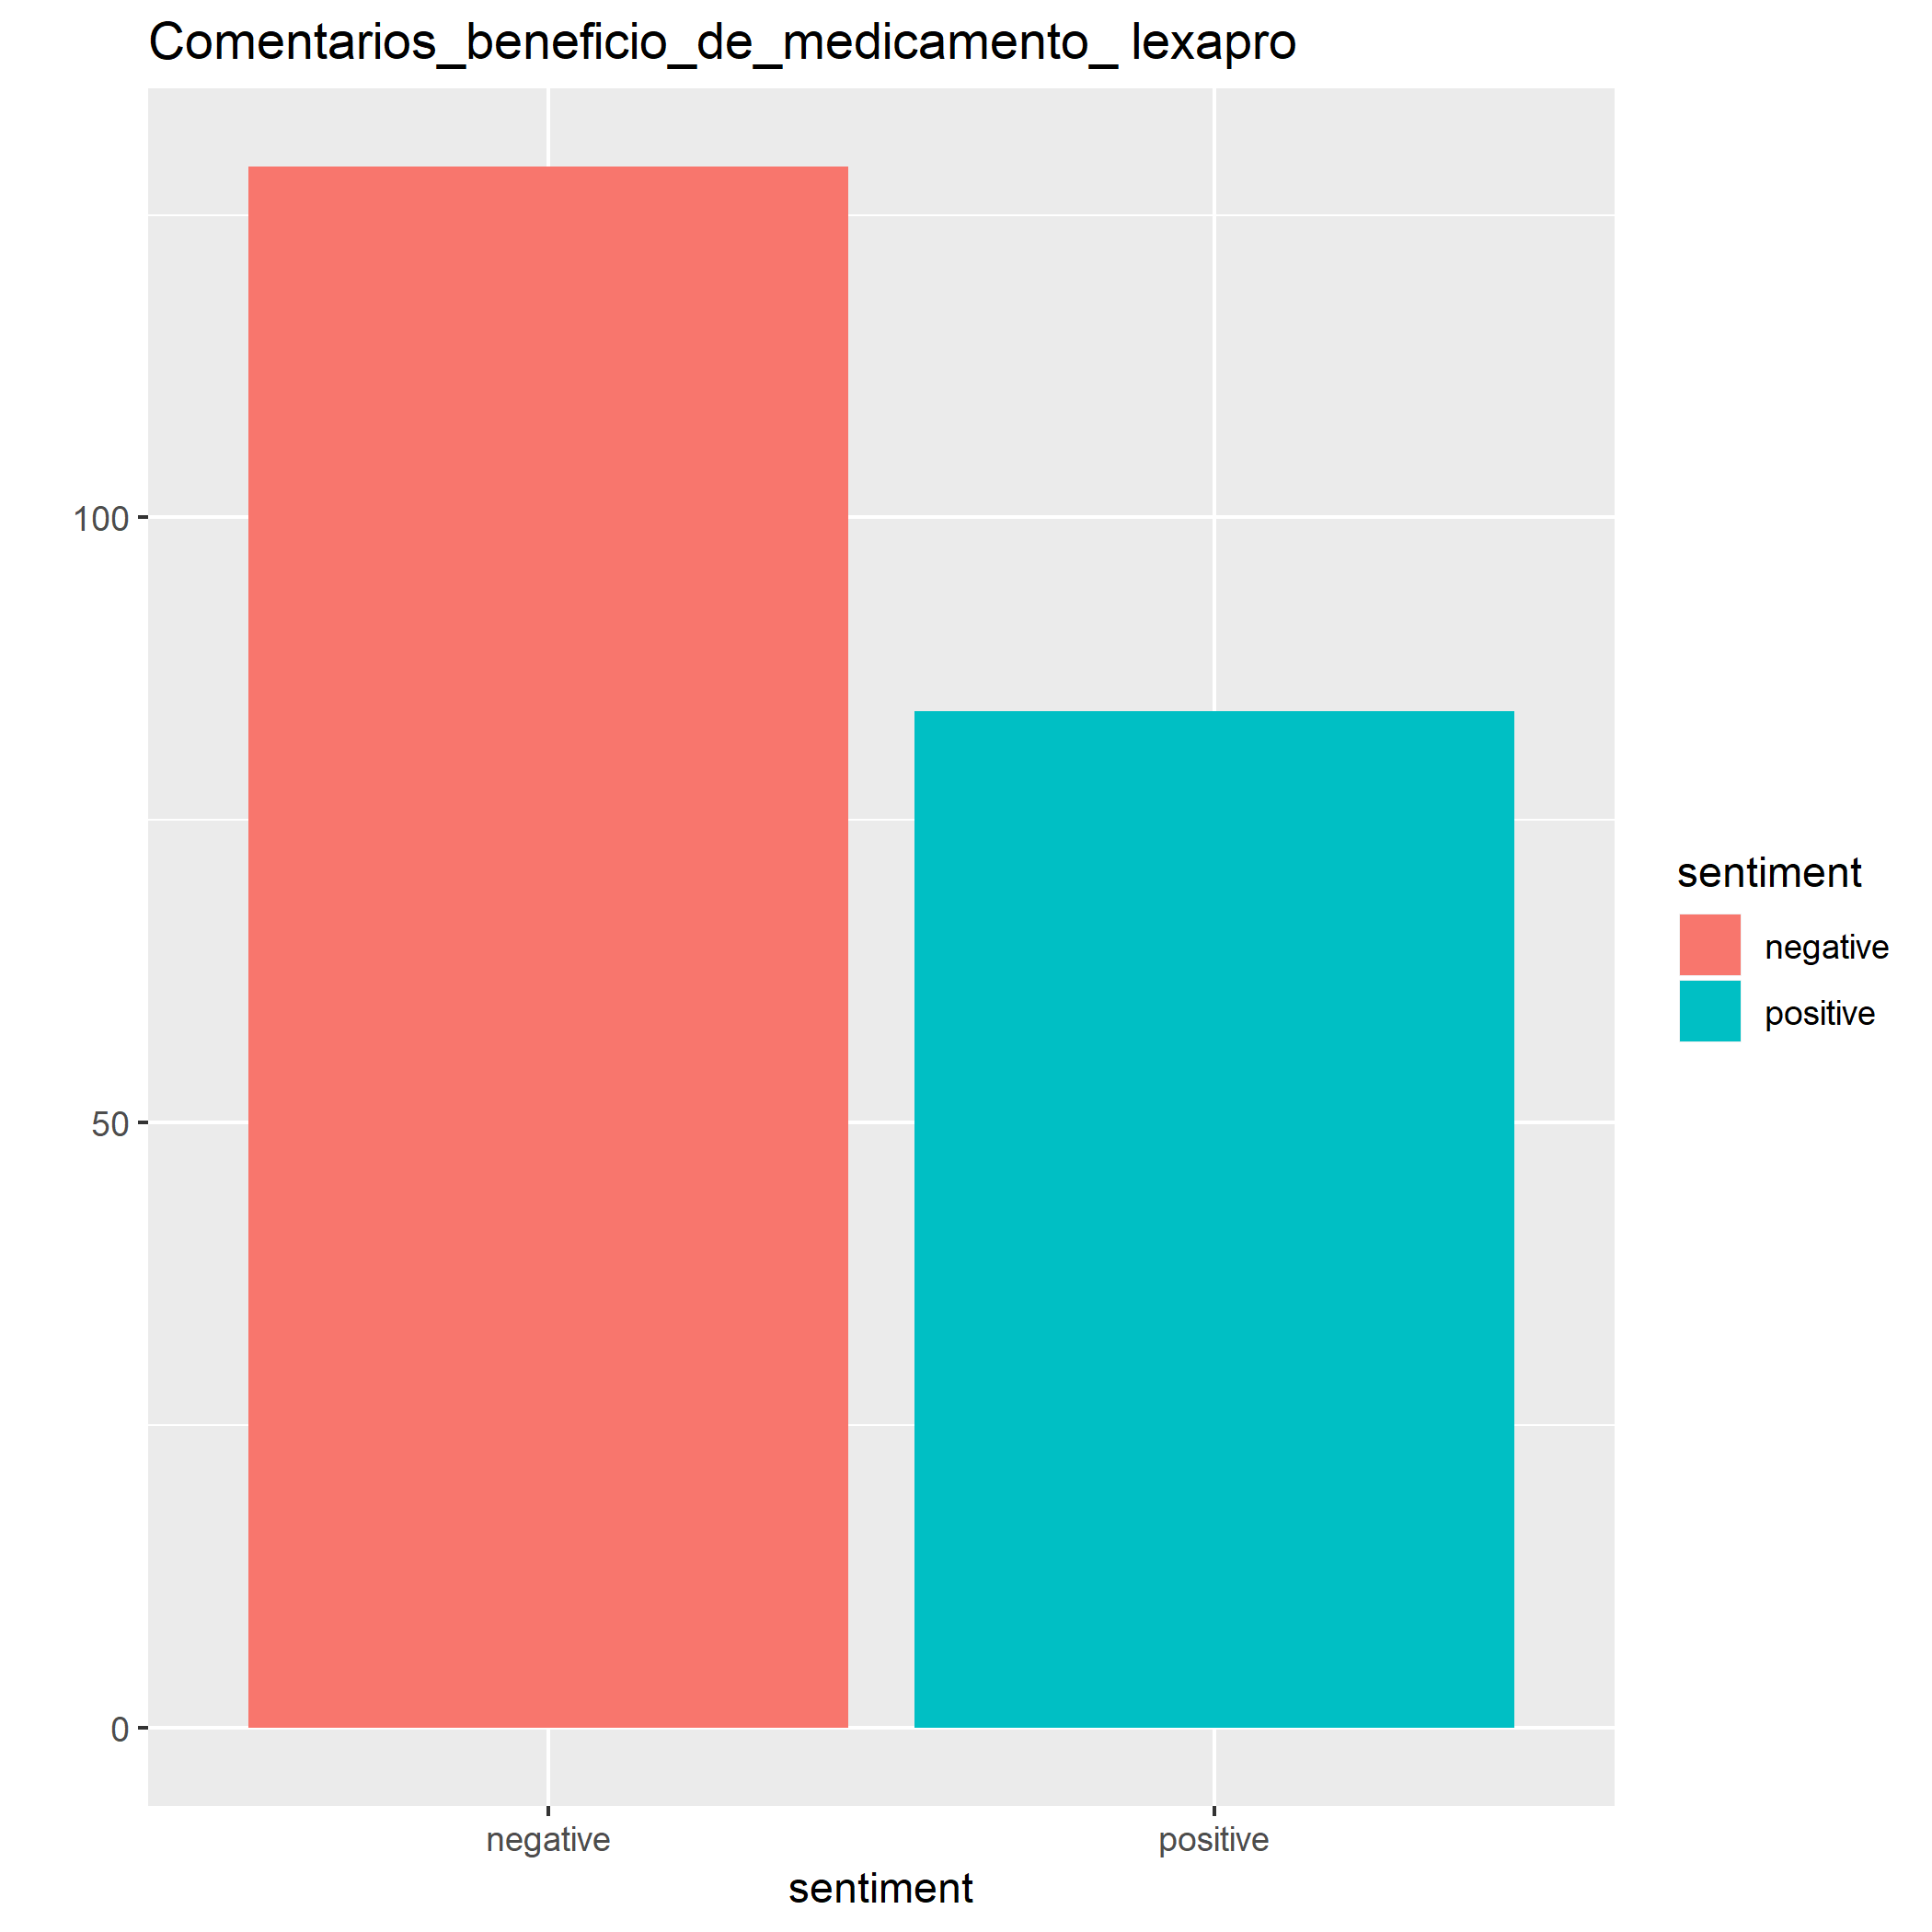 Comentarios_beneficio_de_medicamento_ lexapro
100
50
0
negative
positive
sentiment
sentiment
negative
positive